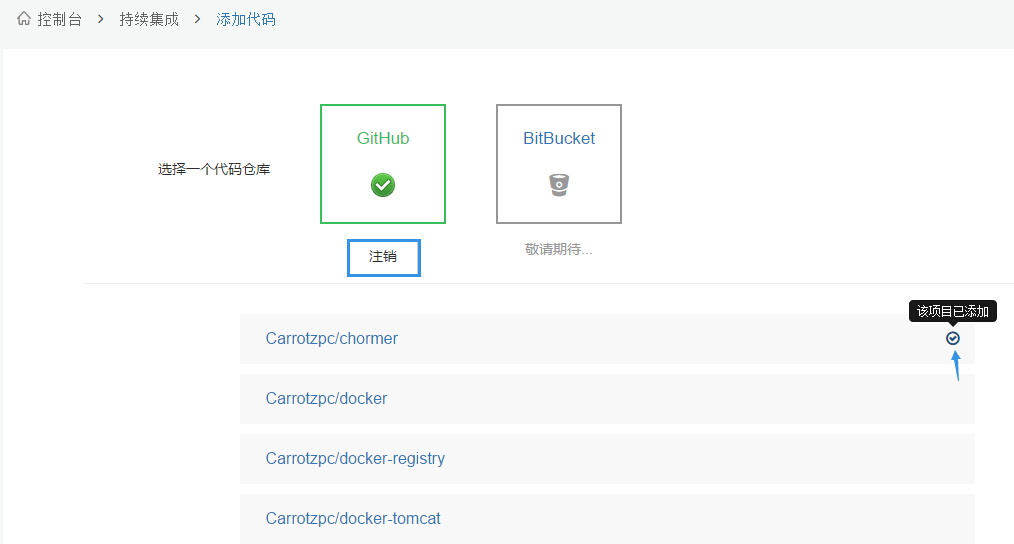 控制台 > 持续集成 > 添加代码
GitHub
BitBucket
选择一个代码仓库
注销
敬请期待...
该项目已添加
Carrotzpc/chormer
Carrotzpc/docker
Carrotzpc/docker-registry
Carrotzpc/docker-tomcat